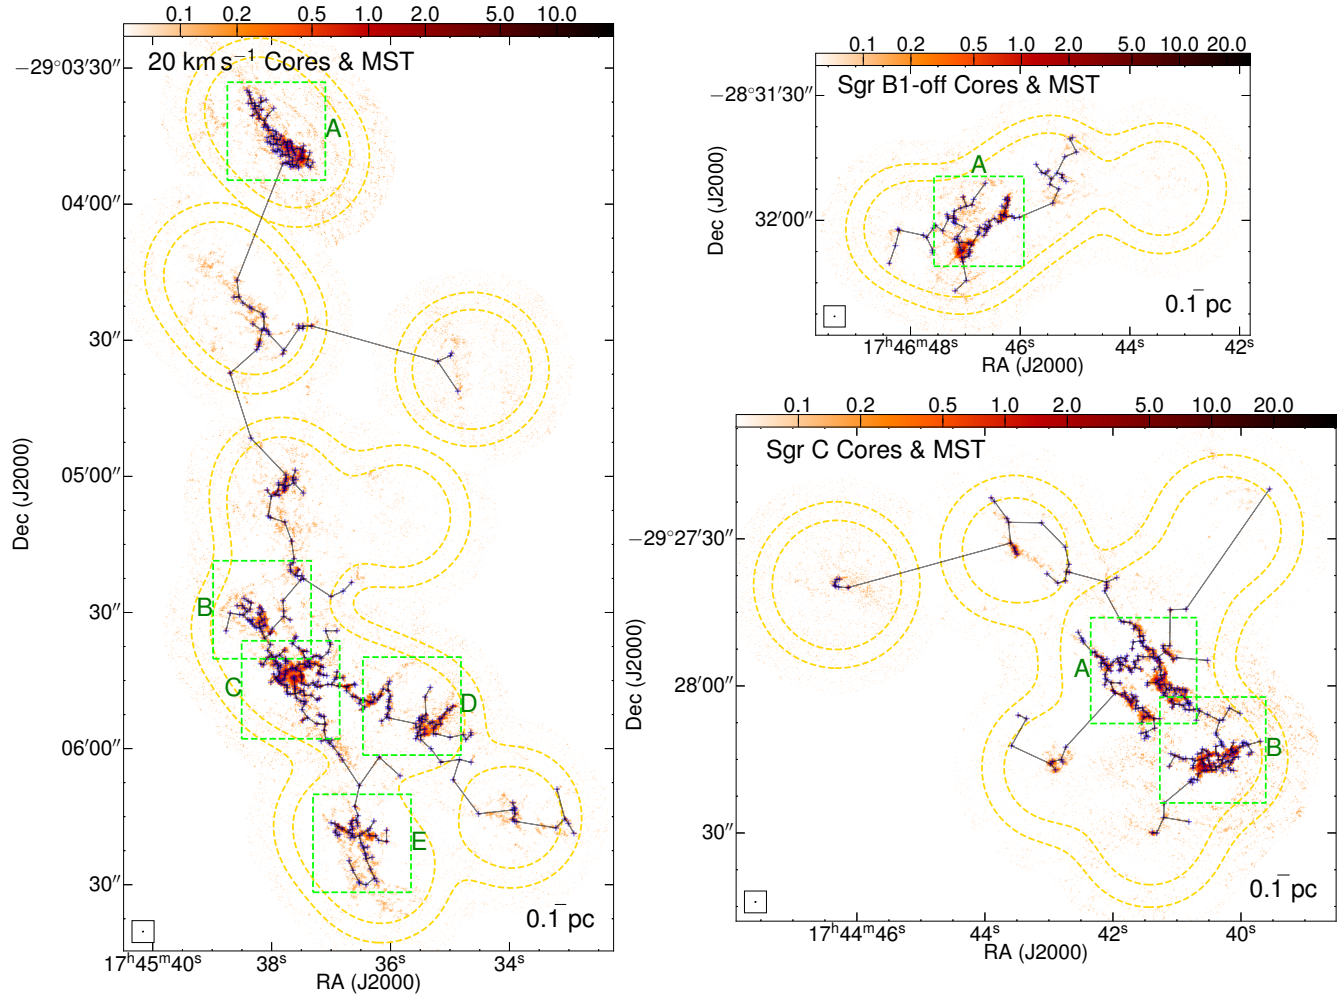 0.1 0.2 0.5 1.0 2.0 5.0 10.0
20 km s⁻¹ Cores & MST
−29°03′30″
04′00″
30″
05′00″
30″
06′00″
30″
Dec (J2000)
A
B
C
D
E
0.1 pc
17ʰ45ᵐ40ˢ 38ˢ 36ˢ 34ˢ
RA (J2000)
0.1 0.2 0.5 1.0 2.0 5.0 10.0 20.0
Sgr B1-off Cores & MST
−28°31′30″
32′00″
Dec (J2000)
A
0.1 pc
17ʰ46ᵐ48ˢ 46ˢ 44ˢ 42ˢ
RA (J2000)
0.1 0.2 0.5 1.0 2.0 5.0 10.0 20.0
Sgr C Cores & MST
−29°27′30″
28′00″
30″
Dec (J2000)
A
B
0.1 pc
17ʰ44ᵐ46ˢ 44ˢ 42ˢ 40ˢ
RA (J2000)